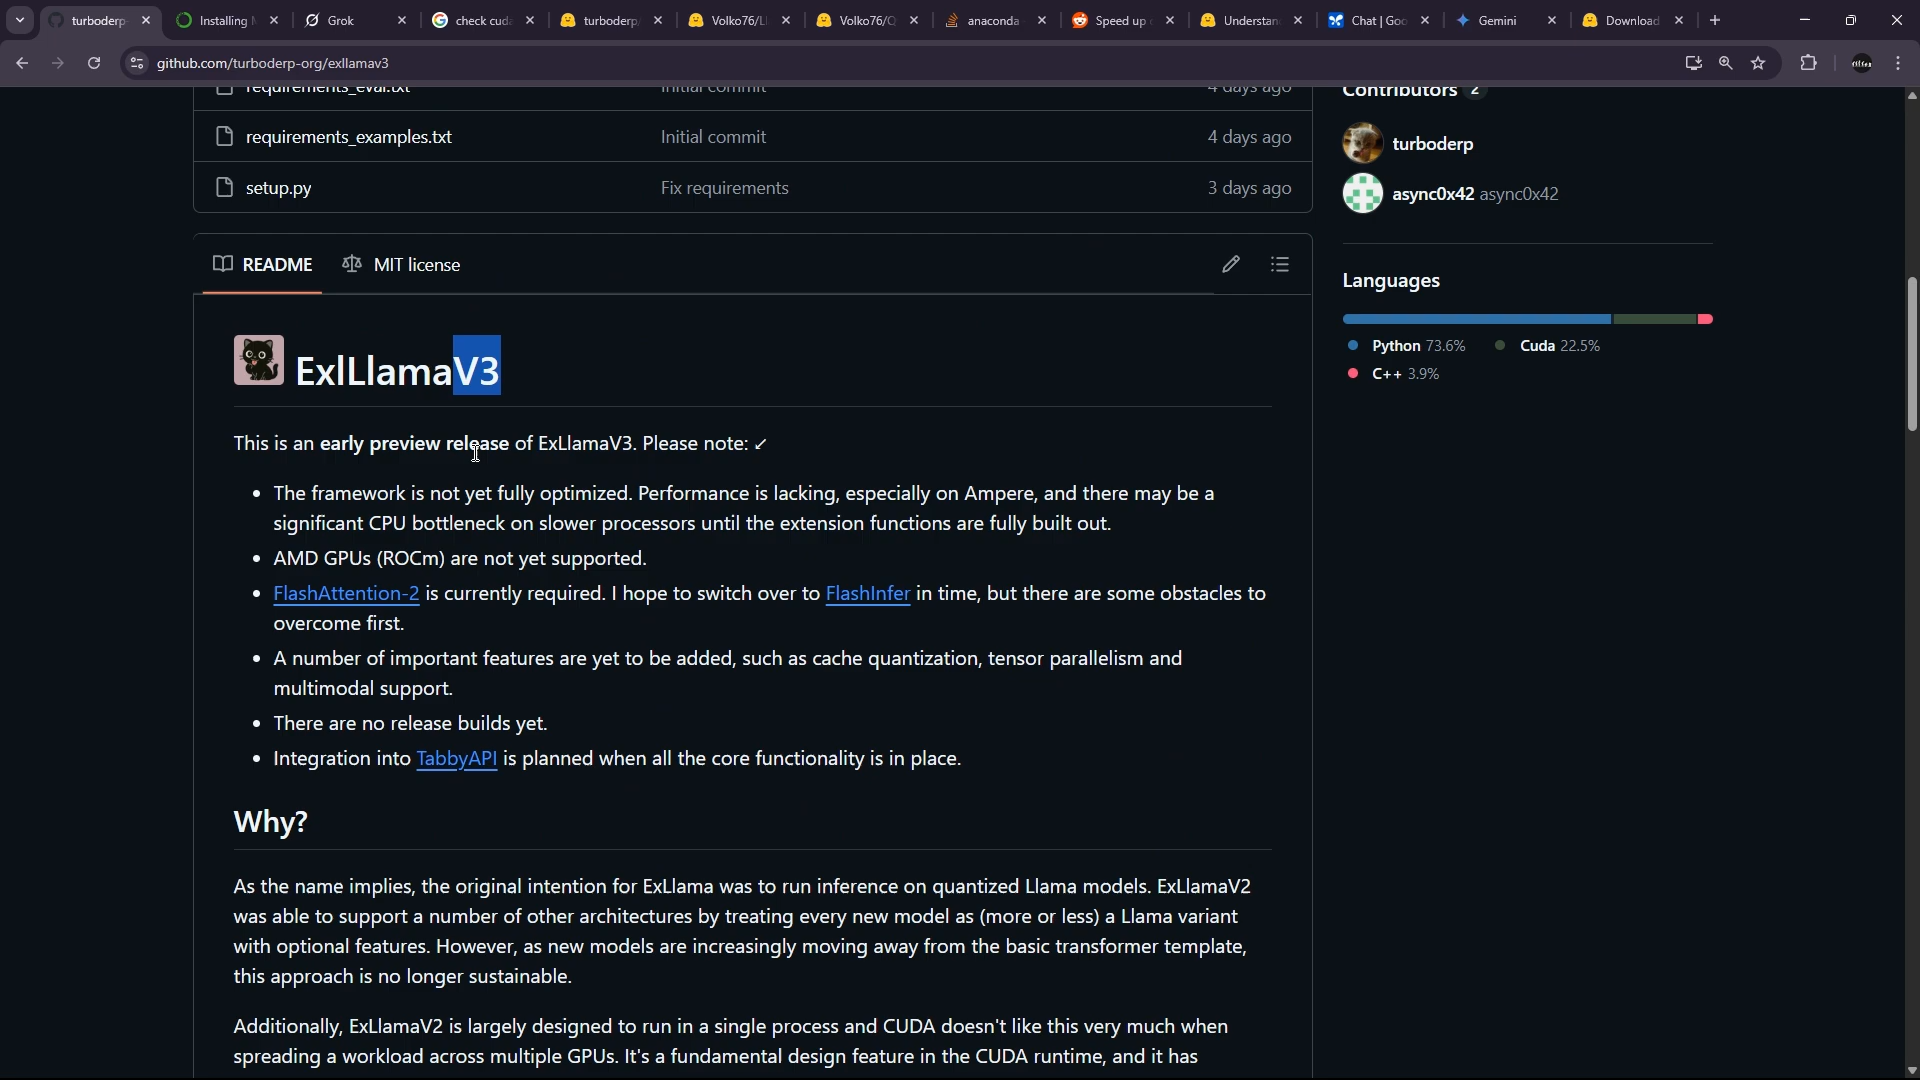 turboderp-
Installing
Grok
check cuda
turboderp
Volko76/L
Volko76/Q
anaconda
Speed up
Understan
Chat | Goo
Gemini
Download
github.com/turboderp-org/exllamav3
requirements_eval.txt Initial commit 4 days ago
requirements_examples.txt Initial commit 4 days ago
setup.py Fix requirements 3 days ago
README MIT license
ExlLlamaV3
This is an early preview release of ExLlamaV3. Please note: ↙
• The framework is not yet fully optimized. Performance is lacking, especially on Ampere, and there may be a
significant CPU bottleneck on slower processors until the extension functions are fully built out.
• AMD GPUs (ROCm) are not yet supported.
• FlashAttention-2 is currently required. I hope to switch over to FlashInfer in time, but there are some obstacles to
overcome first.
• A number of important features are yet to be added, such as cache quantization, tensor parallelism and
multimodal support.
• There are no release builds yet.
• Integration into TabbyAPI is planned when all the core functionality is in place.
Why?
As the name implies, the original intention for ExLlama was to run inference on quantized Llama models. ExLlamaV2
was able to support a number of other architectures by treating every new model as (more or less) a Llama variant
with optional features. However, as new models are increasingly moving away from the basic transformer template,
this approach is no longer sustainable.
Additionally, ExLlamaV2 is largely designed to run in a single process and CUDA doesn't like this very much when
spreading a workload across multiple GPUs. It's a fundamental design feature in the CUDA runtime, and it has
Contributors 2
turboderp
async0x42 async0x42
Languages
Python 73.6% Cuda 22.5%
C++ 3.9%